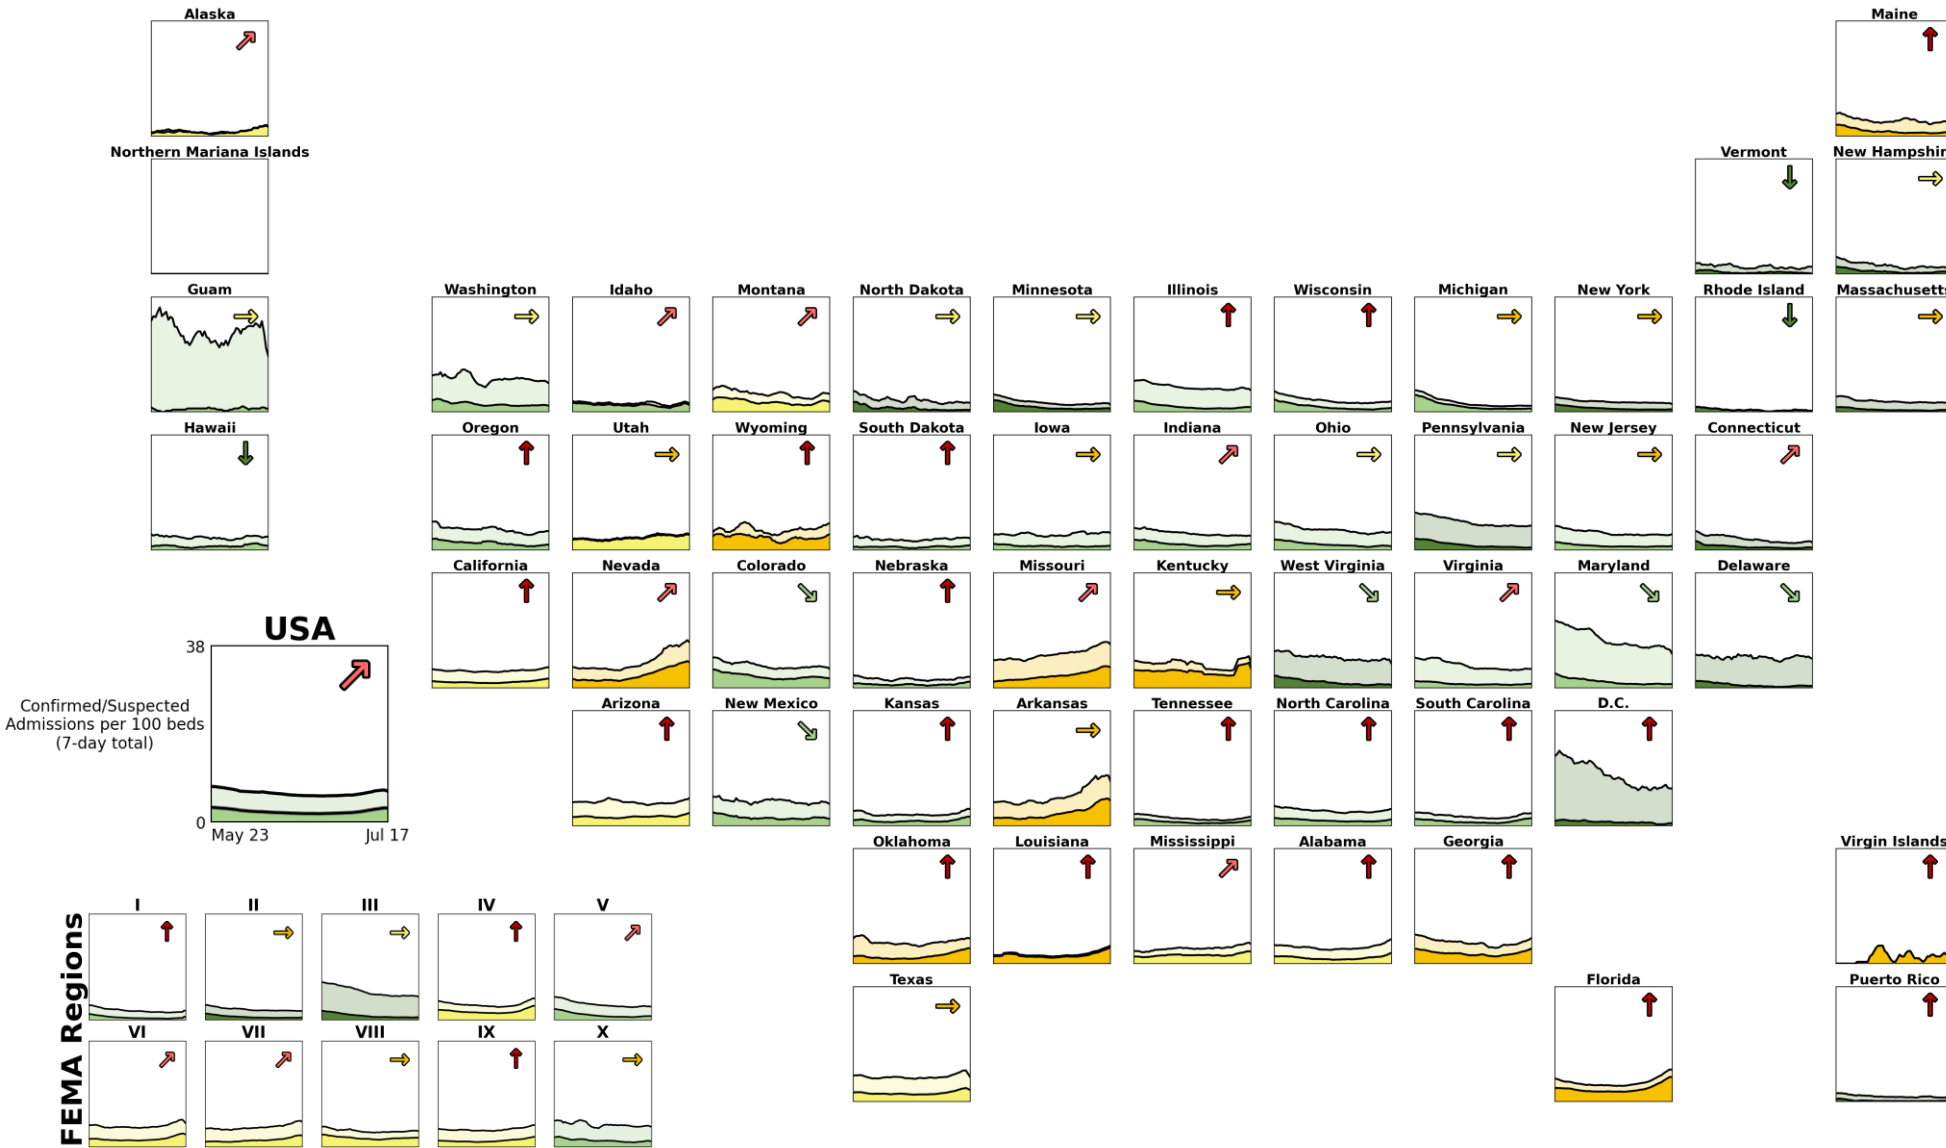 Alaska
Maine
Northern Mariana Islands
Vermont
New Hampshir
Guam
Washington
Idaho
Montana
North Dakota
Minnesota
Illinois
Wisconsin
Michigan
New York
Rhode Island
Massachusetts
Hawaii
Oregon
Utah
Wyoming
South Dakota
Iowa
Indiana
Ohio
Pennsylvania
New Jersey
Connecticut
California
Nevada
Colorado
Nebraska
Missouri
Kentucky
West Virginia
Virginia
Maryland
Delaware
USA
38
Confirmed/Suspected
Admissions per 100 beds
(7-day total)
0
May 23
Jul 17
Arizona
New Mexico
Kansas
Arkansas
Tennessee
North Carolina
South Carolina
D.C.
Oklahoma
Louisiana
Mississippi
Alabama
Georgia
Virgin Islands
Texas
Florida
Puerto Rico
FEMA Regions
I
II
III
IV
V
VI
VII
VIII
IX
X